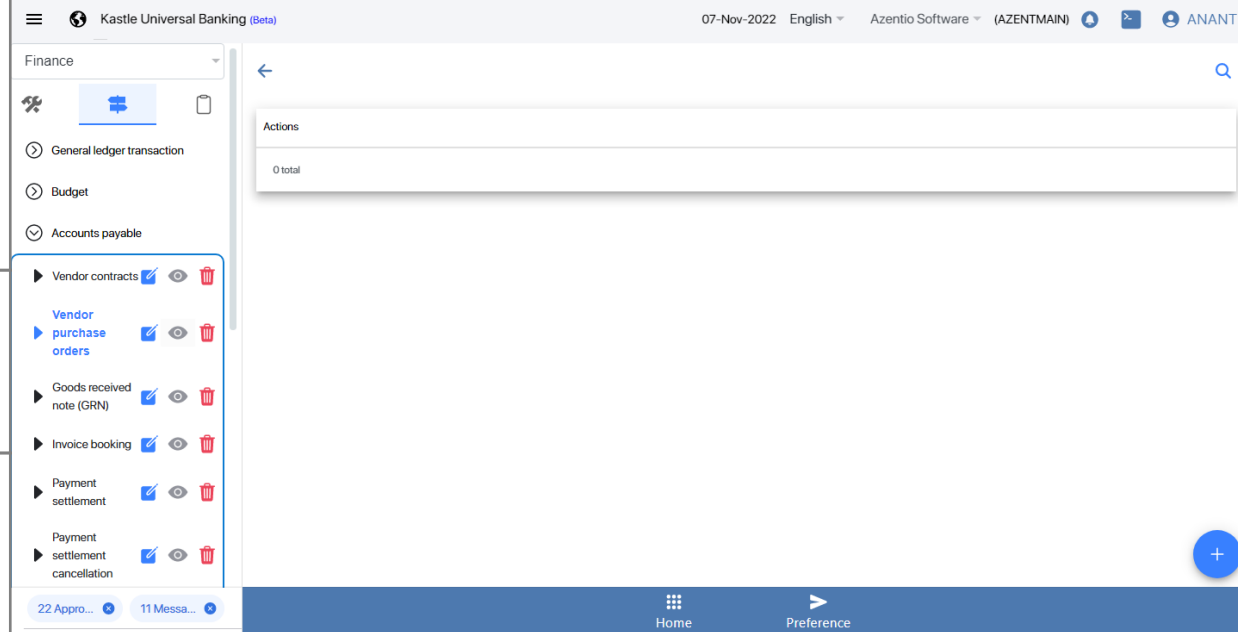 Kastle Universal Banking (Beta)
07-Nov-2022 English Azentio Software (AZENTMAIN) ANANT
Finance
General ledger transaction
Budget
Accounts payable
Vendor contracts
Vendor
purchase
orders
Goods received
note (GRN)
Invoice booking
Payment
settlement
Payment
settlement
cancellation
22 Appro...
11 Messa...
Actions
0 total
Home
Preference